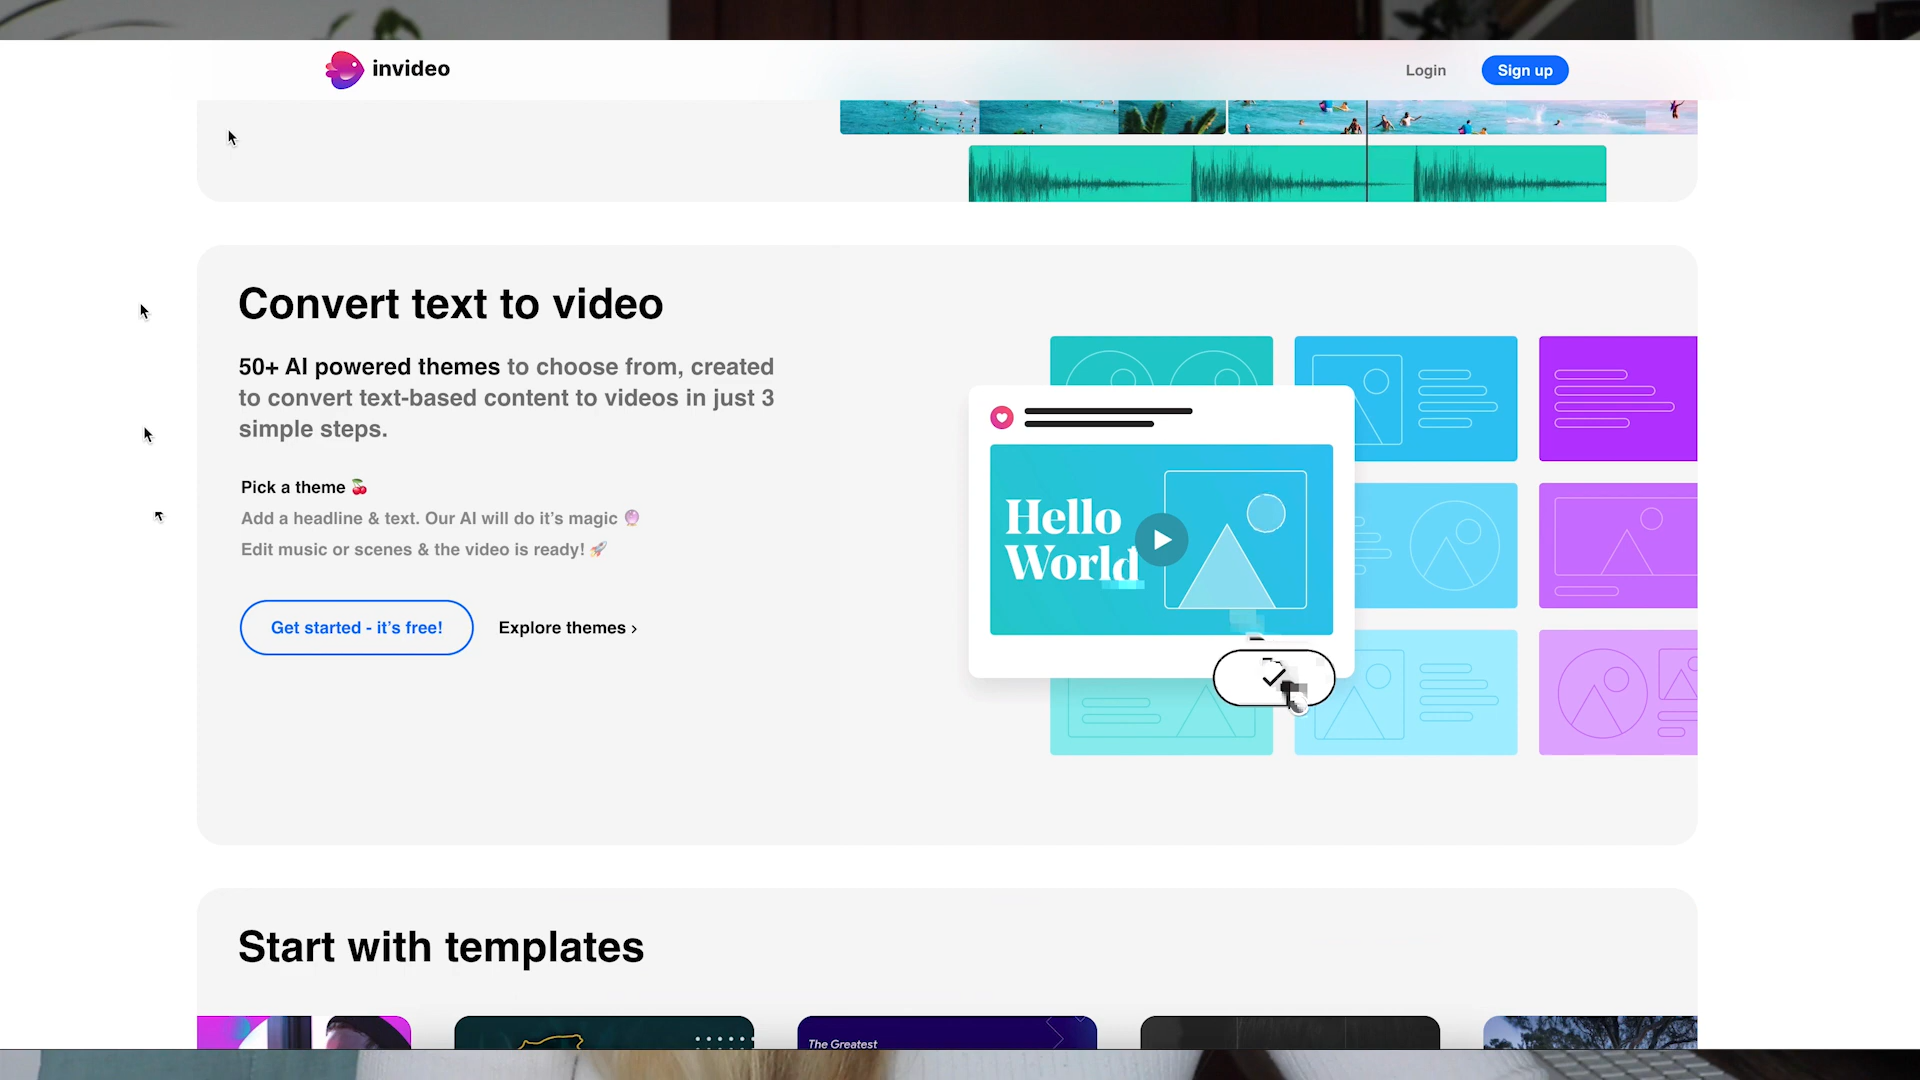 invideo
Login
Sign up
Convert text to video
50+ AI powered themes to choose from, created
to convert text-based content to videos in just 3
simple steps.
Pick a theme 🍒
Add a headline & text. Our AI will do it’s magic 🔮
Edit music or scenes & the video is ready! 🚀
Get started - it’s free!
Explore themes ›
Hello
World
Start with templates
The Greatest